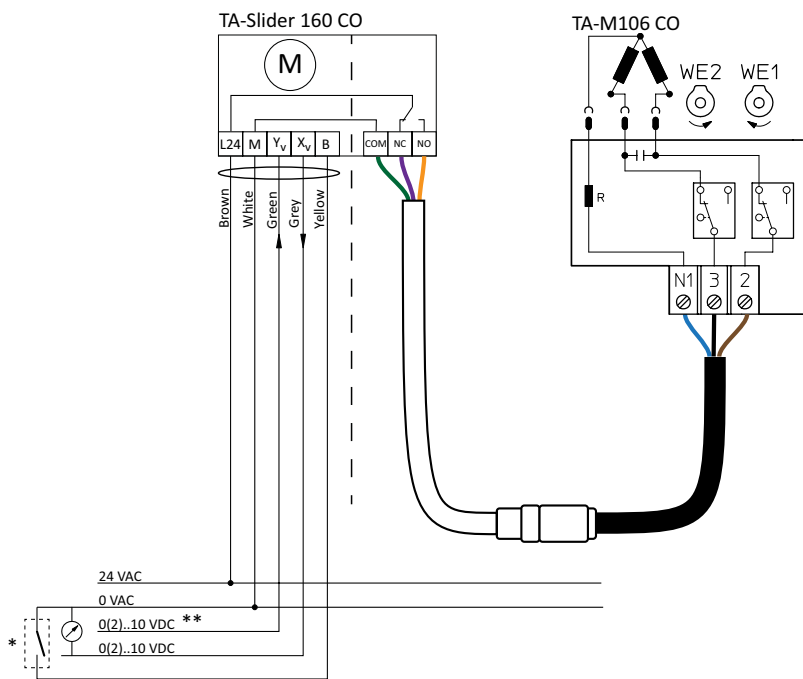 TA-Slider 160 CO
TA-M106 CO
M
WE2 WE1
L24 M Yv Xv B COM NC NO
Brown
White
Green
Grey
Yellow
R
N1 3 2
24 VAC
0 VAC
0(2)..10 VDC **
* 0(2)..10 VDC